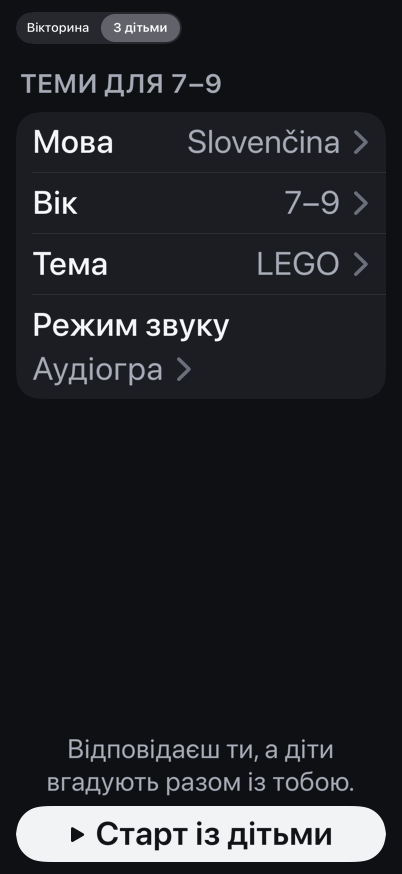 Вікторина З дітьми
ТЕМИ ДЛЯ 7–9
Мова Slovenčina
Вік 7–9
Тема LEGO
Режим звуку
Аудіогра
Відповідаєш ти, а діти
вгадують разом із тобою.
Старт із дітьми